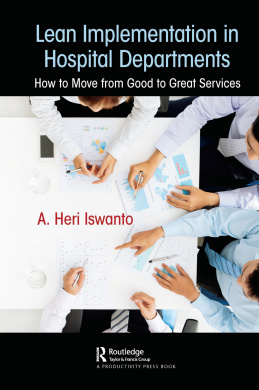 Lean Implementation in
Hospital Departments
How to Move from Good to Great Services
A. Heri Iswanto
R
Routledge
Taylor & Francis Group
A PRODUCTIVITY PRESS BOOK